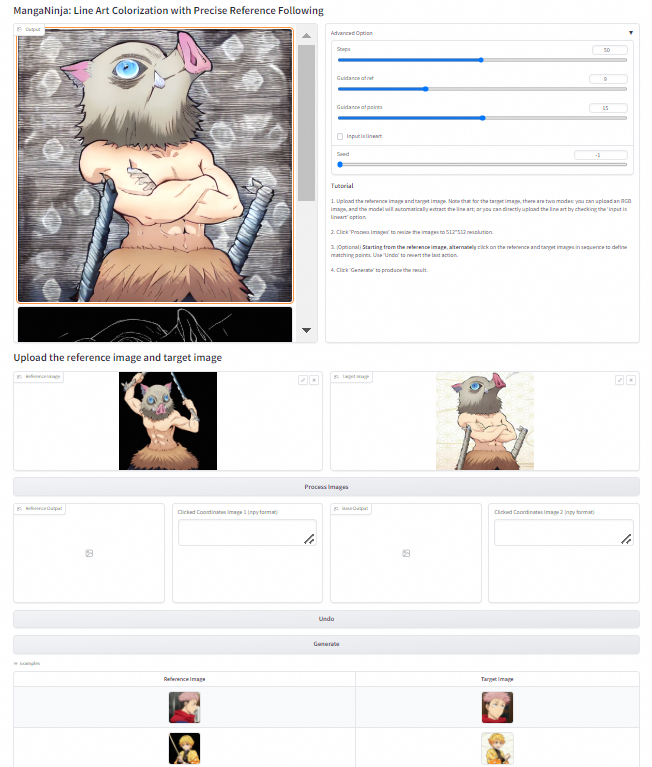 MangaNinja: Line Art Colorization with Precise Reference Following
Output
Advanced Option
Steps
50
Guidance of ref
9
Guidance of points
15
Input is lineart
Seed
-1
Tutorial
1. Upload the reference image and target image. Note that for the target image, there are two modes: you can upload an RGB
image, and the model will automatically extract the line art; or you can directly upload the line art by checking the 'input is
lineart' option.
2. Click 'Process Images' to resize the images to 512*512 resolution.
3. (Optional) Starting from the reference image, alternately click on the reference and target images in sequence to define
matching points. Use 'Undo' to revert the last action.
4. Click 'Generate' to produce the result.
Upload the reference image and target image
Reference Image
Target Image
Process Images
Reference Output
Clicked Coordinates Image 1 (npy format)
Base Output
Clicked Coordinates Image 2 (npy format)
Undo
Generate
Examples
Reference Image
Target Image